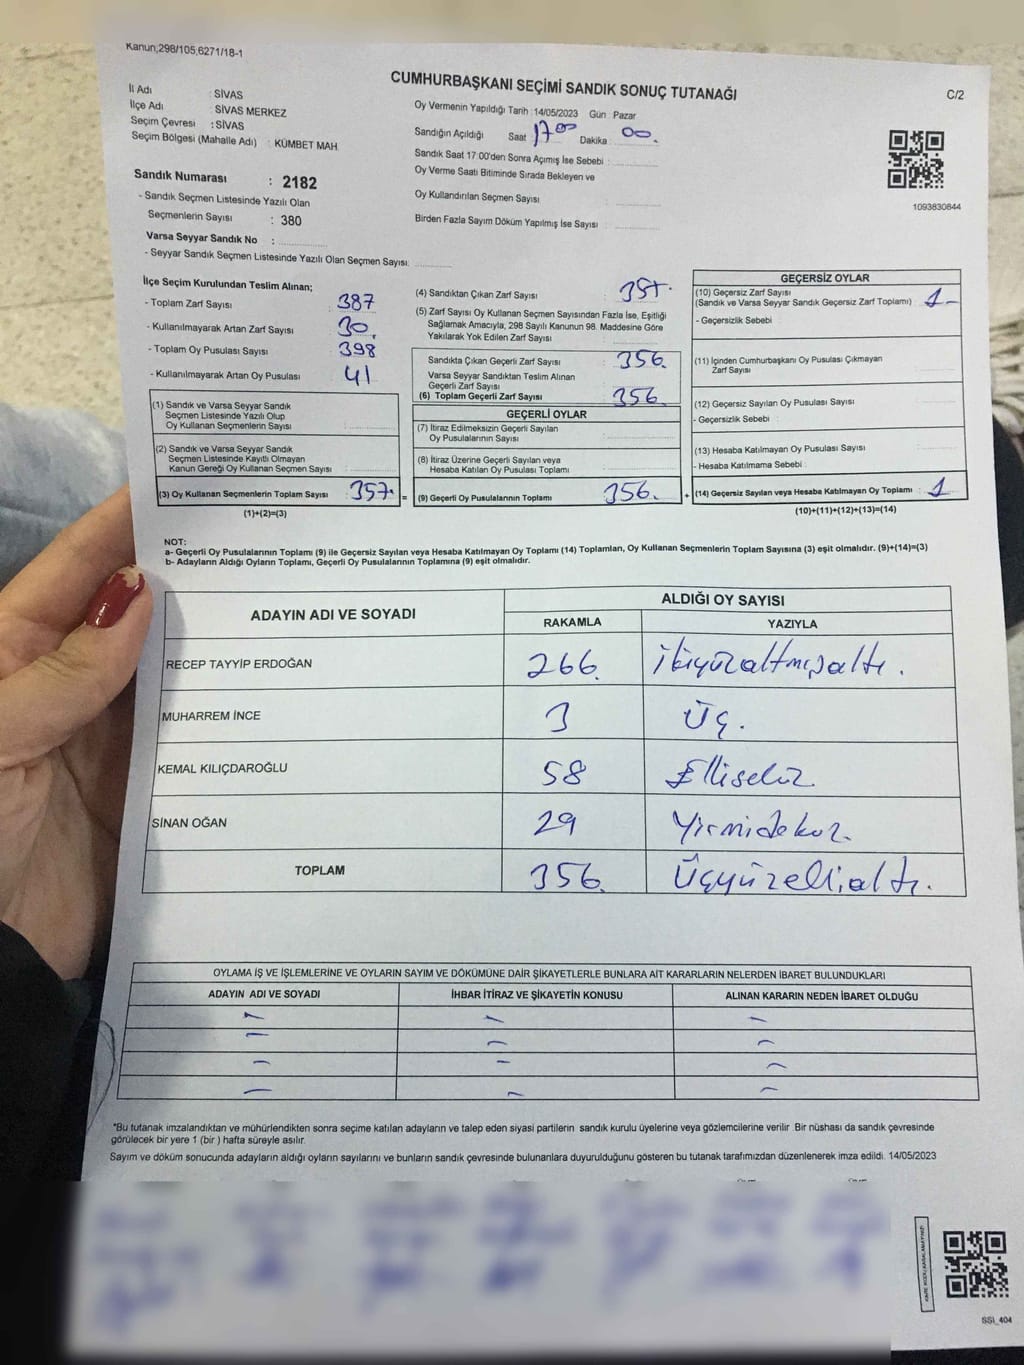 Kanun;298/105,6271/18-1
CUMHURBAŞKANI SEÇİMİ SANDIK SONUÇ TUTANAĞI
C/2
İl Adı : SİVAS
İlçe Adı : SİVAS MERKEZ
Seçim Çevresi : SİVAS
Seçim Bölgesi (Mahalle Adı) : KÜMBET MAH
Sandık Numarası : 2182
- Sandık Seçmen Listesinde Yazılı Olan
Seçmenlerin Sayısı : 380
Varsa Seyyar Sandık No :
- Seyyar Sandık Seçmen Listesinde Yazılı Olan Seçmen Sayısı:
Oy Vermenin Yapıldığı Tarih : 14/05/2023 Gün : Pazar
Sandığın Açıldığı Saat : 17 00 Dakika : 00.
Sandık Saat 17:00'den Sonra Açımış İse Sebebi :
Oy Verme Saati Bitiminde Sırada Bekleyen ve
Oy Kullandırılan Seçmen Sayısı :
Birden Fazla Sayım Döküm Yapılmış İse Sayısı :
1093830844
İlçe Seçim Kurulundan Teslim Alınan;
- Toplam Zarf Sayısı : 387
- Kullanılmayarak Artan Zarf Sayısı : 30.
- Toplam Oy Pusulası Sayısı : 398
- Kullanılmayarak Artan Oy Pusulası : 41
(1) Sandık ve Varsa Seyyar Sandık
Seçmen Listesinde Yazılı Olup
Oy Kullanan Seçmenlerin Sayısı :
(2) Sandık ve Varsa Seyyar Sandık
Seçmen Listesinde Kayıtlı Olmayan
Kanun Gereği Oy Kullanan Seçmen Sayısı :
(3) Oy Kullanan Seçmenlerin Toplam Sayısı : 357. =
(1)+(2)=(3)
(4) Sandıktan Çıkan Zarf Sayısı : 357.
(5) Zarf Sayısı Oy Kullanan Seçmen Sayısından Fazla İse, Eşitliği
Sağlamak Amacıyla, 298 Sayılı Kanunun 98. Maddesine Göre
Yakılarak Yok Edilen Zarf Sayısı :
Sandıkta Çıkan Geçerli Zarf Sayısı : 356.
Varsa Seyyar Sandıktan Teslim Alınan
Geçerli Zarf Sayısı :
(6) Toplam Geçerli Zarf Sayısı : 356.
GEÇERLİ OYLAR
(7) İtiraz Edilmeksizin Geçerli Sayılan
Oy Pusulalarının Sayısı :
(8) İtiraz Üzerine Geçerli Sayılan veya
Hesaba Katılan Oy Pusulası Toplamı :
(9) Geçerli Oy Pusulalarının Toplamı : 356. +
GEÇERSİZ OYLAR
(10) Geçersiz Zarf Sayısı
(Sandık ve Varsa Seyyar Sandık Geçersiz Zarf Toplamı) : 1-
- Geçersizlik Sebebi :
(11) İçinden Cumhurbaşkanı Oy Pusulası Çıkmayan
Zarf Sayısı :
(12) Geçersiz Sayılan Oy Pusulası Sayısı :
- Geçersizlik Sebebi :
(13) Hesaba Katılmayan Oy Pusulası Sayısı :
- Hesaba Katılmama Sebebi :
(14) Geçersiz Sayılan veya Hesaba Katılmayan Oy Toplamı : 1
(10)+(11)+(12)+(13)=(14)
NOT:
a- Geçerli Oy Pusulalarının Toplamı (9) ile Geçersiz Sayılan veya Hesaba Katılmayan Oy Toplamı (14) Toplamları, Oy Kullanan Seçmenlerin Toplam Sayısına (3) eşit olmalıdır. (9)+(14)=(3)
b- Adayların Aldığı Oyların Toplamı, Geçerli Oy Pusulalarının Toplamına (9) eşit olmalıdır.
ADAYIN ADI VE SOYADI ALDIĞI OY SAYISI
RAKAMLA YAZIYLA
RECEP TAYYİP ERDOĞAN 266. İkiyüzaltmışaltı.
MUHARREM İNCE 3 Üç.
KEMAL KILIÇDAROĞLU 58 Ellisekiz
SİNAN OĞAN 29 Yirmidokuz.
TOPLAM 356. Üçyüzelli,altı.
OYLAMA İŞ VE İŞLEMLERİNE VE OYLARIN SAYIM VE DÖKÜMÜNE DAİR ŞİKAYETLERLE BUNLARA AİT KARARLARIN NELERDEN İBARET BULUNDUKLARI
ADAYIN ADI VE SOYADI İHBAR İTİRAZ VE ŞİKAYETİN KONUSU ALINAN KARARIN NEDEN İBARET OLDUĞU
- - -
- - -
- - -
- - -
*Bu tutanak imzalandıktan ve mühürlendikten sonra seçime katılan adayların ve talep eden siyasi partilerin sandık kurulu üyelerine veya gözlemcilerine verilir. Bir nüshası da sandık çevresinde
görülecek bir yere 1 (bir ) hafta süreyle asılır.
Sayım ve döküm sonucunda adayların aldığı oyların sayılarını ve bunların sandık çevresinde bulunanlara duyurulduğunu gösteren bu tutanak tarafımızdan düzenlenerek imza edildi. 14/05/2023
SSI_404